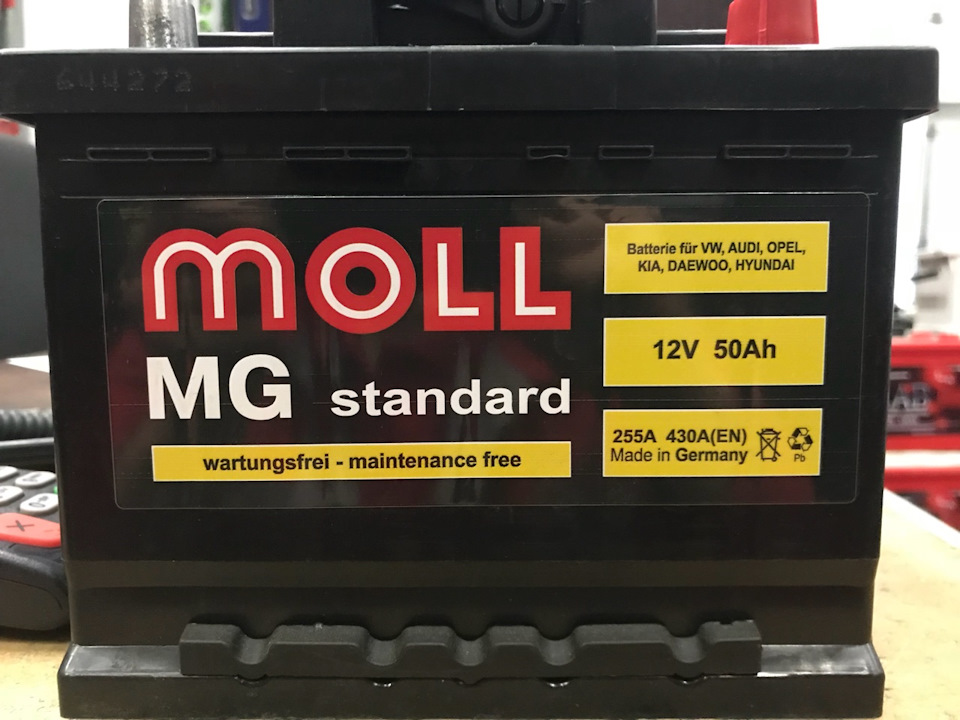 644272
moll
MG standard
wartungsfrei - maintenance free
Batterie für VW, AUDI, OPEL,
KIA, DAEWOO, HYUNDAI
12V 50Ah
255A 430A(EN)
Made in Germany
Pb